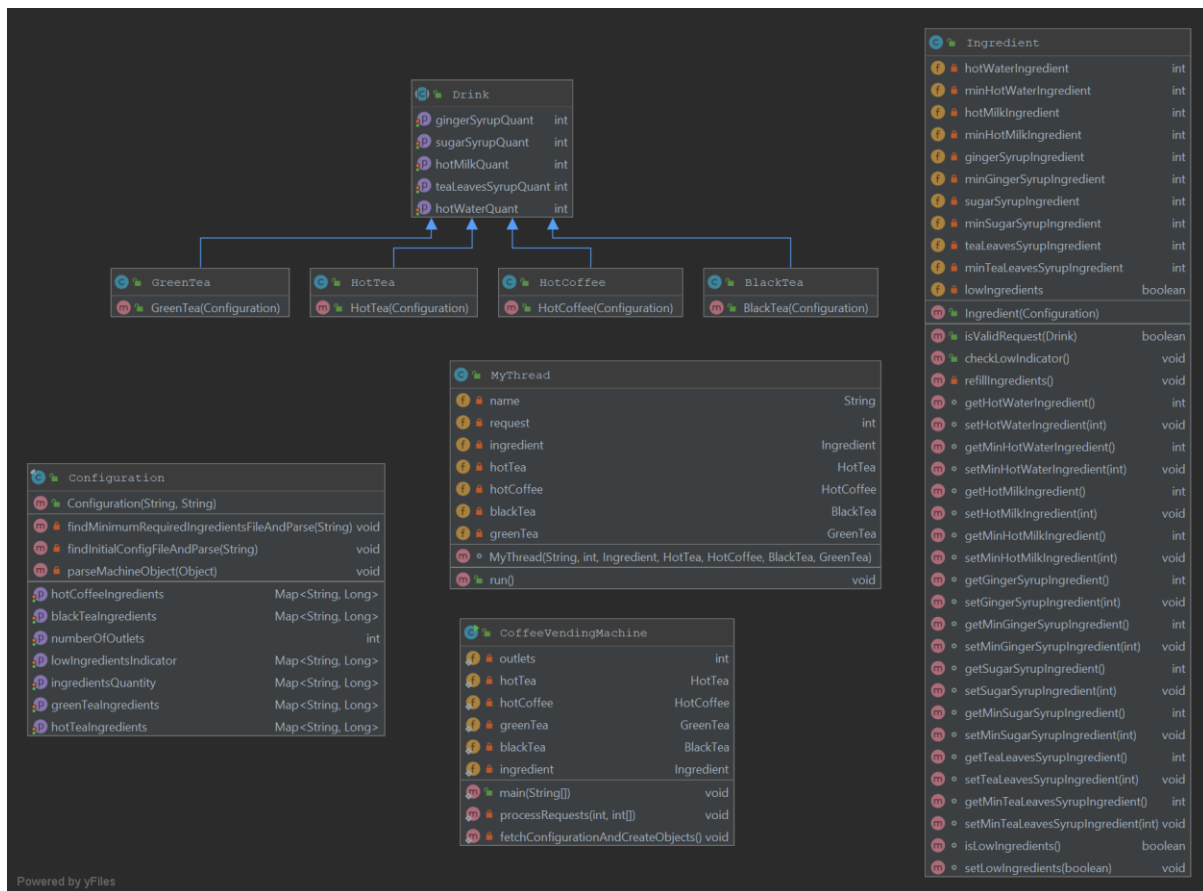 Drink
gingerSyrupQuant int
sugarSyrupQuant int
hotMilkQuant int
teaLeavesSyrupQuant int
hotWaterQuant int
GreenTea
GreenTea(Configuration)
HotTea
HotTea(Configuration)
HotCoffee
HotCoffee(Configuration)
BlackTea
BlackTea(Configuration)
MyThread
name String
request int
ingredient Ingredient
hotTea HotTea
hotCoffee HotCoffee
blackTea BlackTea
greenTea GreenTea
MyThread(String, int, Ingredient, HotTea, HotCoffee, BlackTea, GreenTea)
run() void
Configuration
Configuration(String, String)
findMinimumRequiredIngredientsFileAndParse(String) void
findInitialConfigFileAndParse(String) void
parseMachineObject(Object) void
hotCoffeeIngredients Map<String, Long>
blackTeaIngredients Map<String, Long>
numberOfOutlets int
lowIngredientsIndicator Map<String, Long>
ingredientsQuantity Map<String, Long>
greenTeaIngredients Map<String, Long>
hotTeaIngredients Map<String, Long>
CoffeeVendingMachine
outlets int
hotTea HotTea
hotCoffee HotCoffee
greenTea GreenTea
blackTea BlackTea
ingredient Ingredient
main(String[]) void
processRequests(int, int[]) void
fetchConfigurationAndCreateObjects() void
Ingredient
hotWaterIngredient int
minHotWaterIngredient int
hotMilkIngredient int
minHotMilkIngredient int
gingerSyrupIngredient int
minGingerSyrupIngredient int
sugarSyrupIngredient int
minSugarSyrupIngredient int
teaLeavesSyrupIngredient int
minTeaLeavesSyrupIngredient int
lowIngredients boolean
Ingredient(Configuration)
isValidRequest(Drink) boolean
checkLowIndicator() void
refillIngredients() void
getHotWaterIngredient() int
setHotWaterIngredient(int) void
getMinHotWaterIngredient() int
setMinHotWaterIngredient(int) void
getHotMilkIngredient() int
setHotMilkIngredient(int) void
getMinHotMilkIngredient() int
setMinHotMilkIngredient(int) void
getGingerSyrupIngredient() int
setGingerSyrupIngredient(int) void
getMinGingerSyrupIngredient() int
setMinGingerSyrupIngredient(int) void
getSugarSyrupIngredient() int
setSugarSyrupIngredient(int) void
getMinSugarSyrupIngredient() int
setMinSugarSyrupIngredient(int) void
getTeaLeavesSyrupIngredient() int
setTeaLeavesSyrupIngredient(int) void
getMinTeaLeavesSyrupIngredient() int
setMinTeaLeavesSyrupIngredient(int) void
isLowIngredients() boolean
setLowIngredients(boolean) void
Powered by yFiles